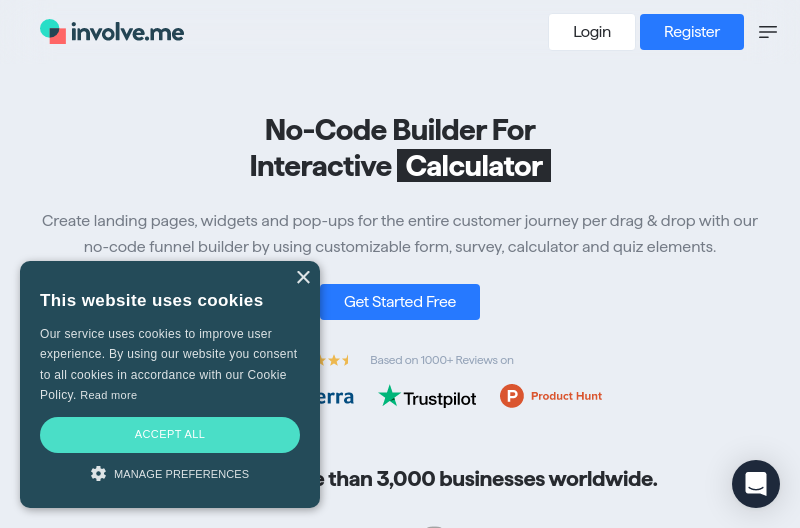 involve.me
Login
Register
No-Code Builder For
Interactive Calculator
Create landing pages, widgets and pop-ups for the entire customer journey per drag & drop with our
no-code funnel builder by using customizable form, survey, calculator and quiz elements.
This website uses cookies
Our service uses cookies to improve user
experience. By using our website you consent
to all cookies in accordance with our Cookie
Policy. Read more
ACCEPT ALL
MANAGE PREFERENCES
Get Started Free
Based on 1000+ Reviews on
Trustpilot
P Product Hunt
than 3,000 businesses worldwide.